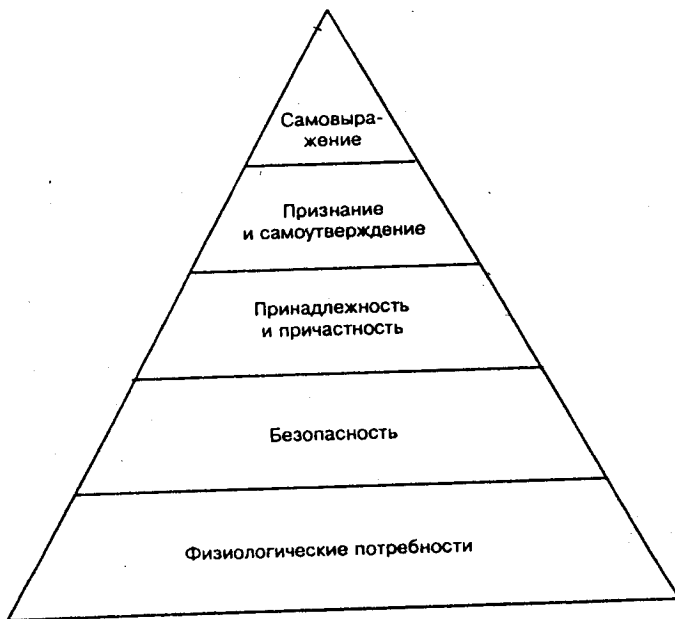 Самовыра-
жение
Признание
и самоутверждение
Принадлежность
и причастность
Безопасность
Физиологические потребности